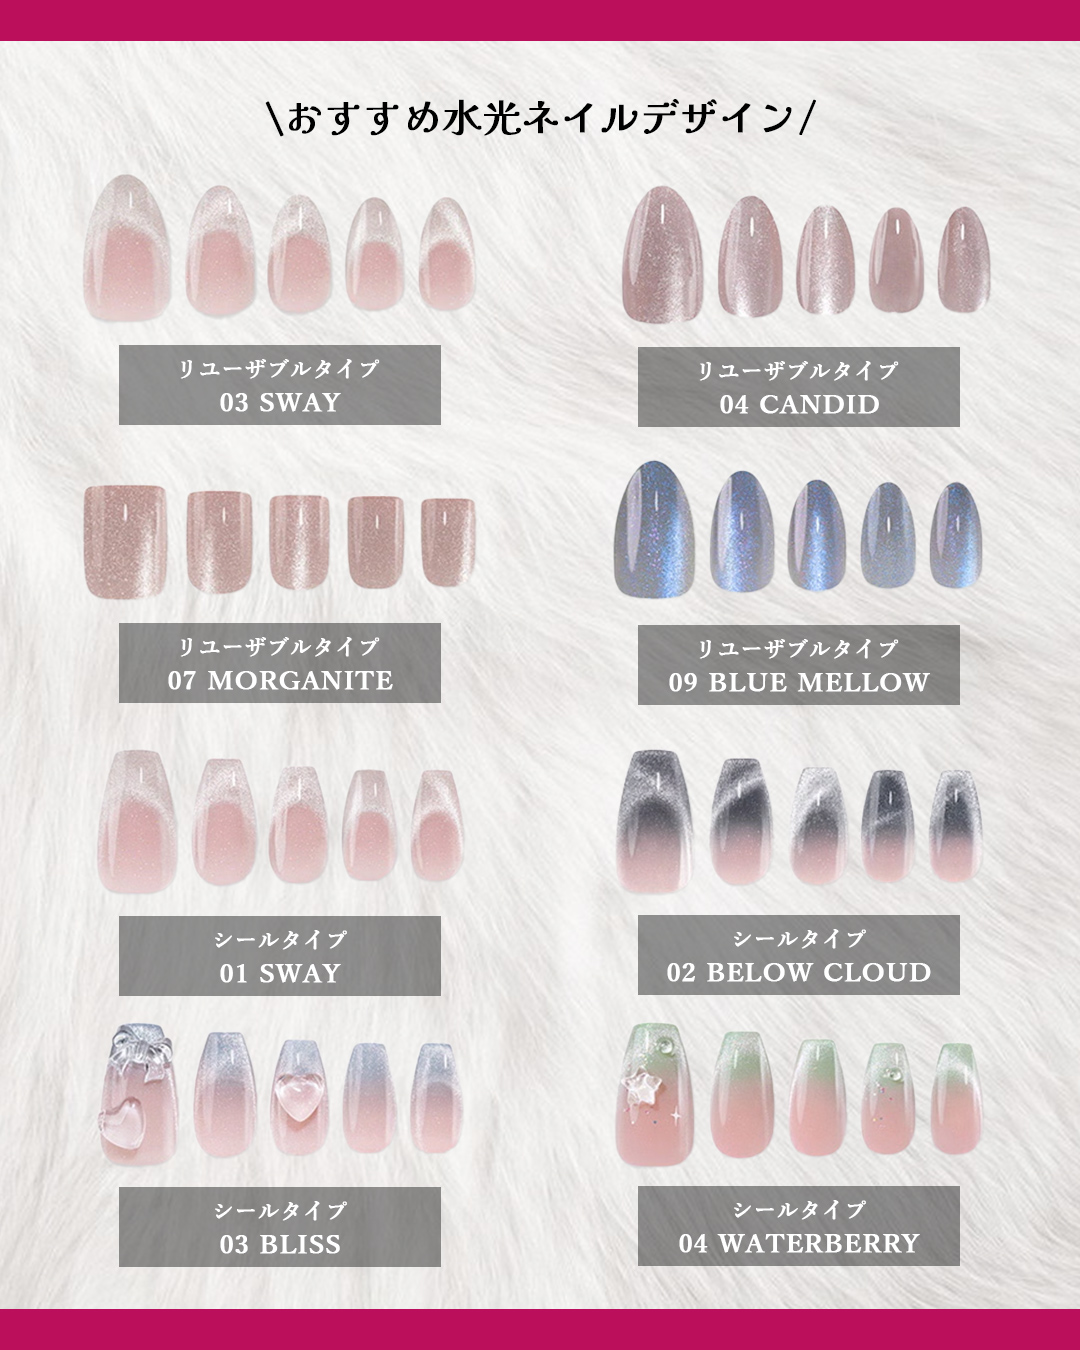 \おすすめ水光ネイルデザイン/
リユーザブルタイプ
03 SWAY
リユーザブルタイプ
04 CANDID
リユーザブルタイプ
07 MORGANITE
リユーザブルタイプ
09 BLUE MELLOW
シールタイプ
01 SWAY
シールタイプ
02 BELOW CLOUD
シールタイプ
03 BLISS
シールタイプ
04 WATERBERRY